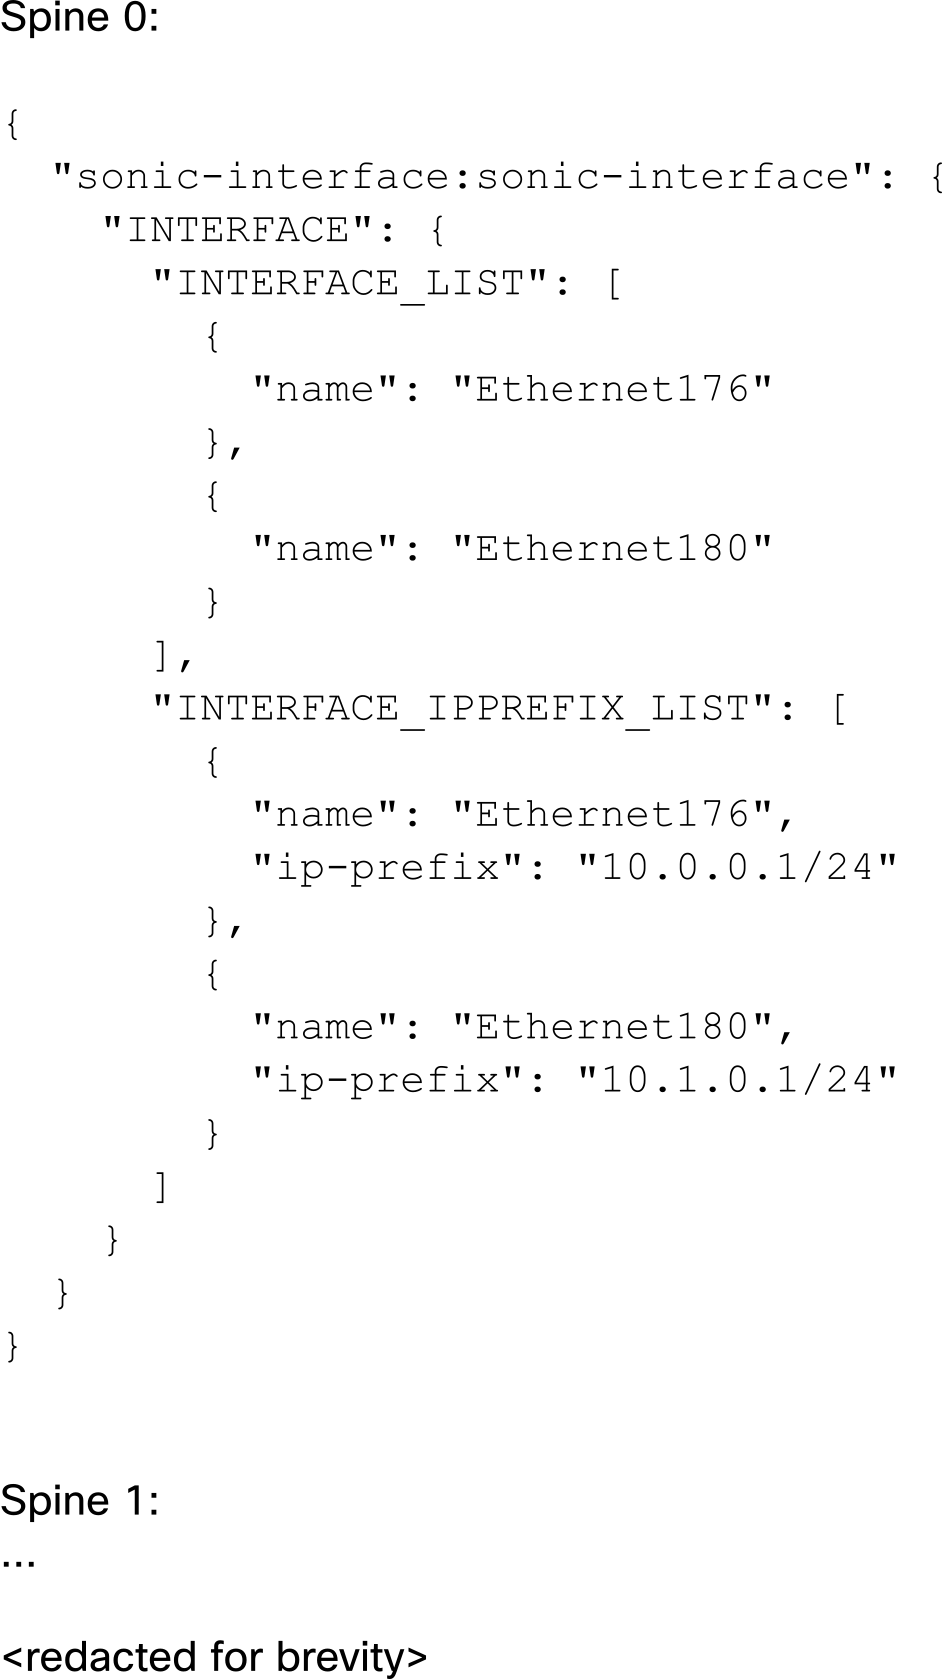 Spine 0:
{
  "sonic-interface:sonic-interface": {
    "INTERFACE": {
      "INTERFACE_LIST": [
        {
          "name": "Ethernet176"
        },
        {
          "name": "Ethernet180"
        }
      ],
      "INTERFACE_IPPREFIX_LIST": [
        {
          "name": "Ethernet176",
          "ip-prefix": "10.0.0.1/24"
        },
        {
          "name": "Ethernet180",
          "ip-prefix": "10.1.0.1/24"
        }
      ]
    }
  }
}
Spine 1:
...
<redacted for brevity>